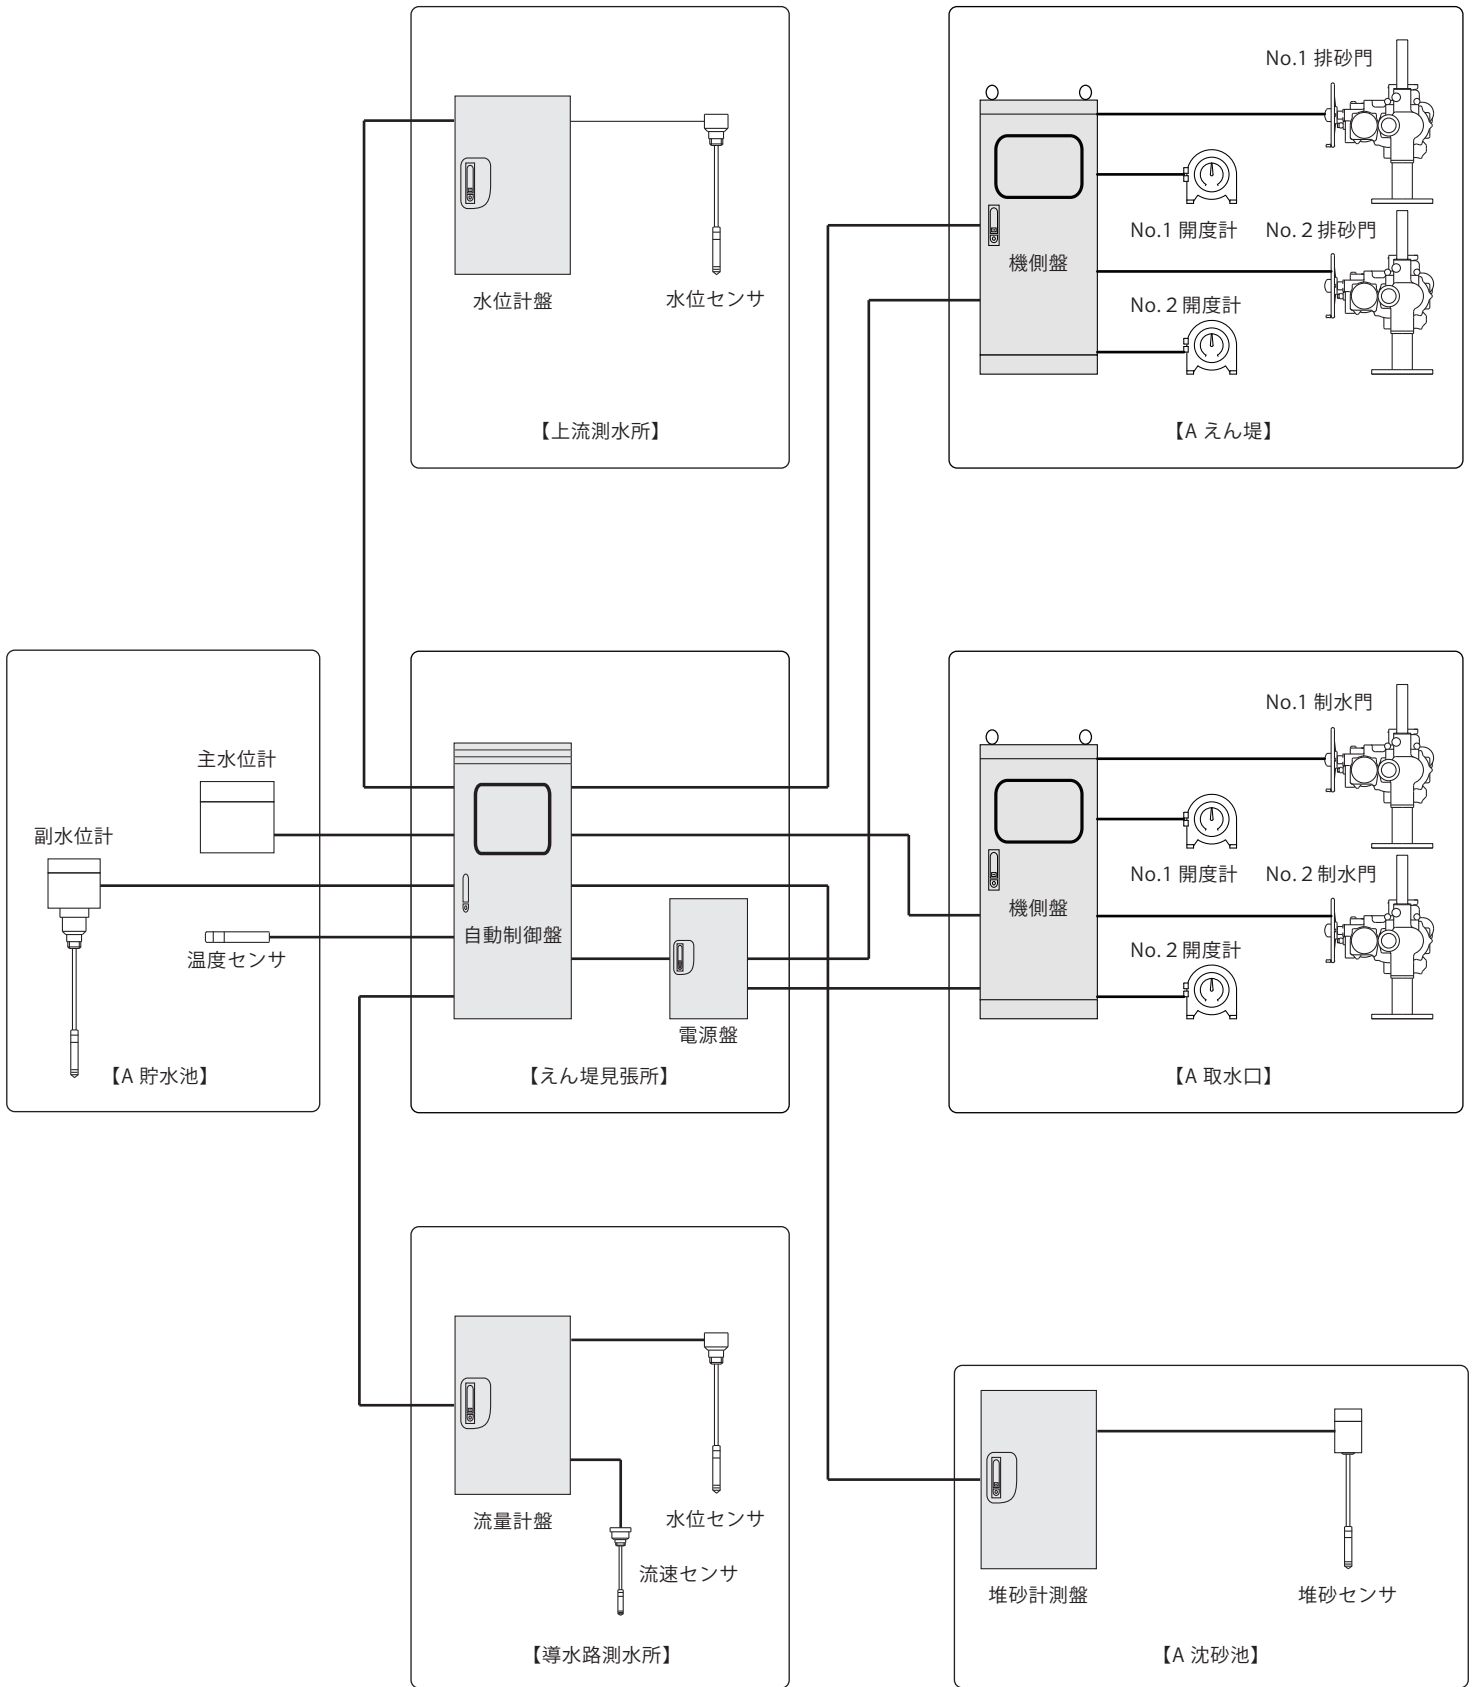 水位計盤
水位センサ
【上流測水所】
No.1 排砂門
No.1 開度計
No. 2 排砂門
機側盤
No. 2 開度計
【A えん堤】
主水位計
副水位計
温度センサ
【A 貯水池】
自動制御盤
電源盤
【えん堤見張所】
No.1 制水門
No.1 開度計
No. 2 制水門
機側盤
No. 2 開度計
【A 取水口】
流量計盤
水位センサ
流速センサ
【導水路測水所】
堆砂計測盤
堆砂センサ
【A 沈砂池】